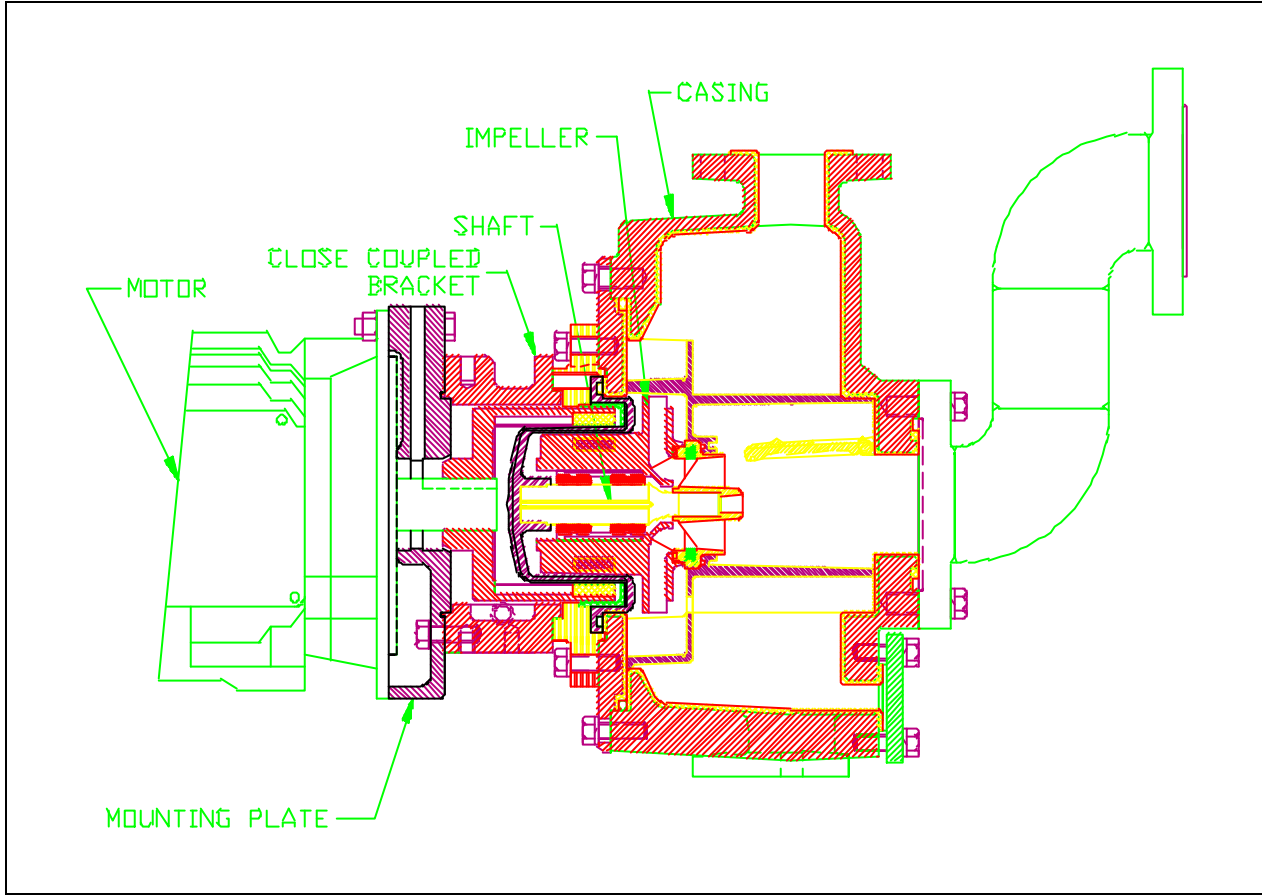 CASING
IMPELLER
SHAFT
CLOSE COUPLED
BRACKET
MOTOR
MOUNTING PLATE